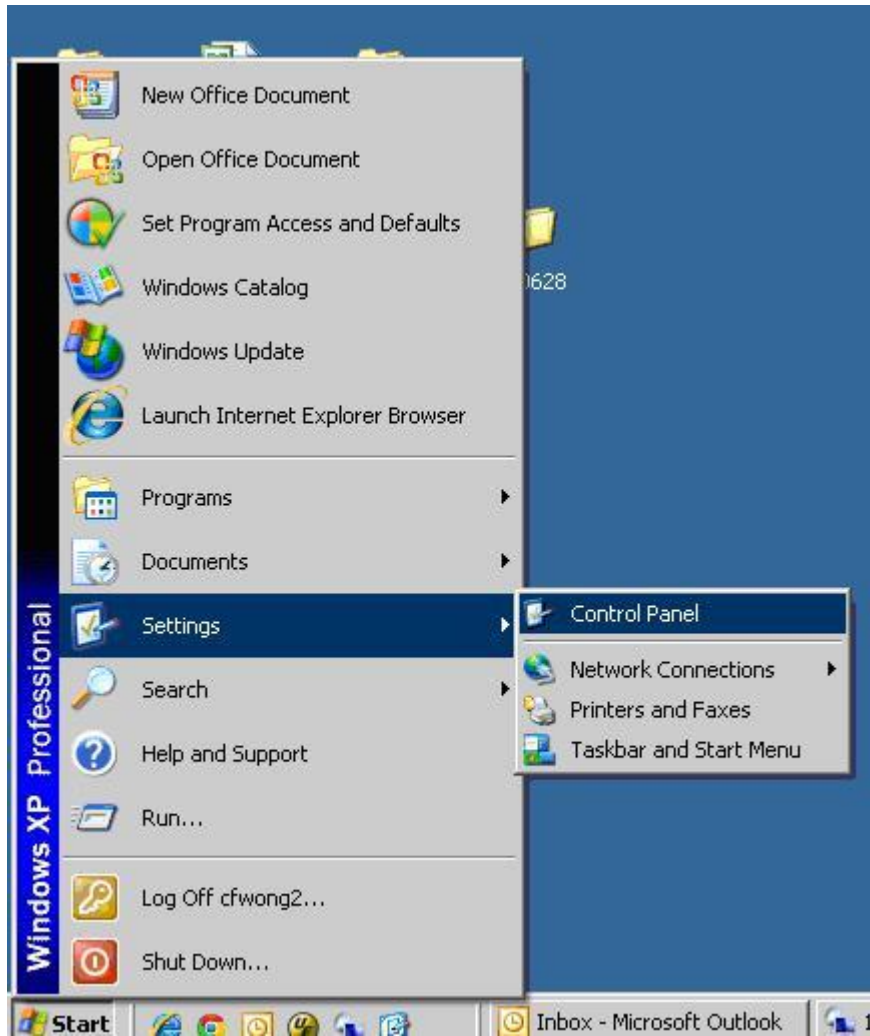 New Office Document
Open Office Document
Set Program Access and Defaults
Windows Catalog
0628
Windows Update
Launch Internet Explorer Browser
Programs
Documents
Settings
Control Panel
Search
Network Connections
Printers and Faxes
Help and Support
Taskbar and Start Menu
Run...
Log Off cfwong2...
Shut Down...
Windows XP Professional
Start
Inbox - Microsoft Outlook
1